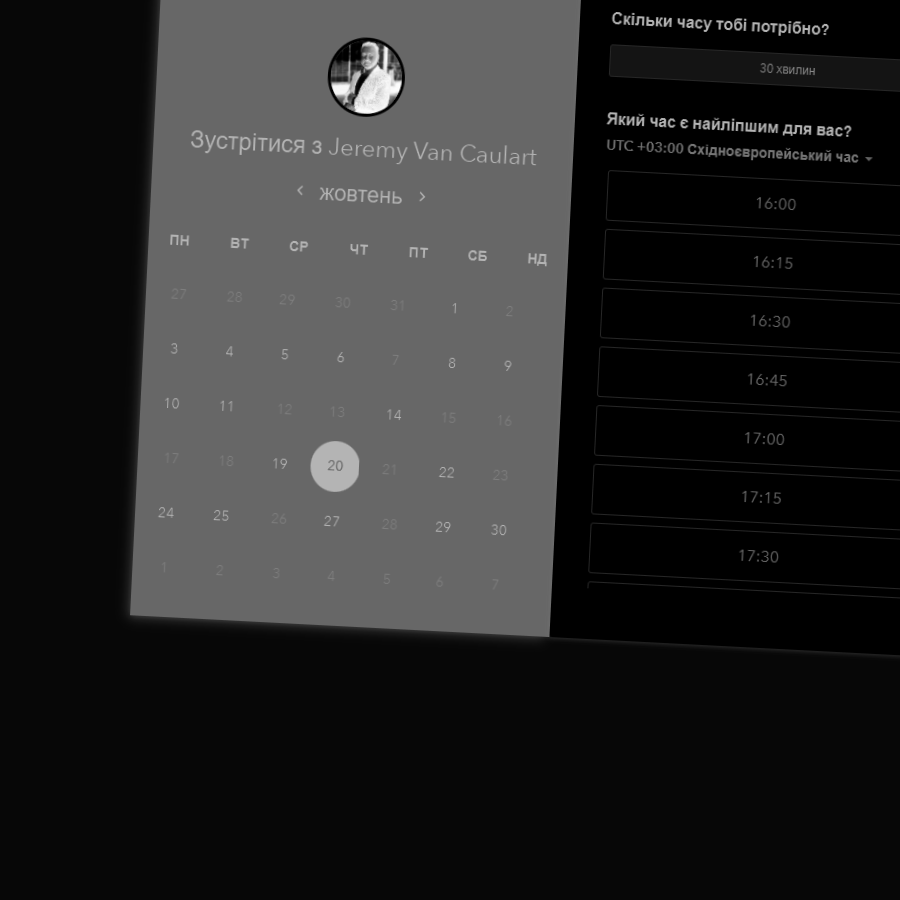 Зустрітися з Jeremy Van Caulart
жовтень
ПН ВТ СР ЧТ ПТ СБ НД
27 28 29 30 31 1 2
3 4 5 6 7 8 9
10 11 12 13 14 15 16
17 18 19 20 21 22 23
24 25 26 27 28 29 30
1 2 3 4 5 6 7
Скільки часу тобі потрібно?
30 хвилин
Який час є найліпшим для вас?
UTC +03:00 Східноєвропейський час
16:00
16:15
16:30
16:45
17:00
17:15
17:30